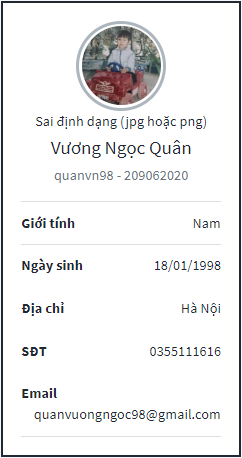 Sai định dạng (jpg hoặc png)
Vương Ngọc Quân
quanvn98 - 209062020
Giới tính Nam
Ngày sinh 18/01/1998
Địa chỉ Hà Nội
SĐT 0355111616
Email
quanvuongngoc98@gmail.com